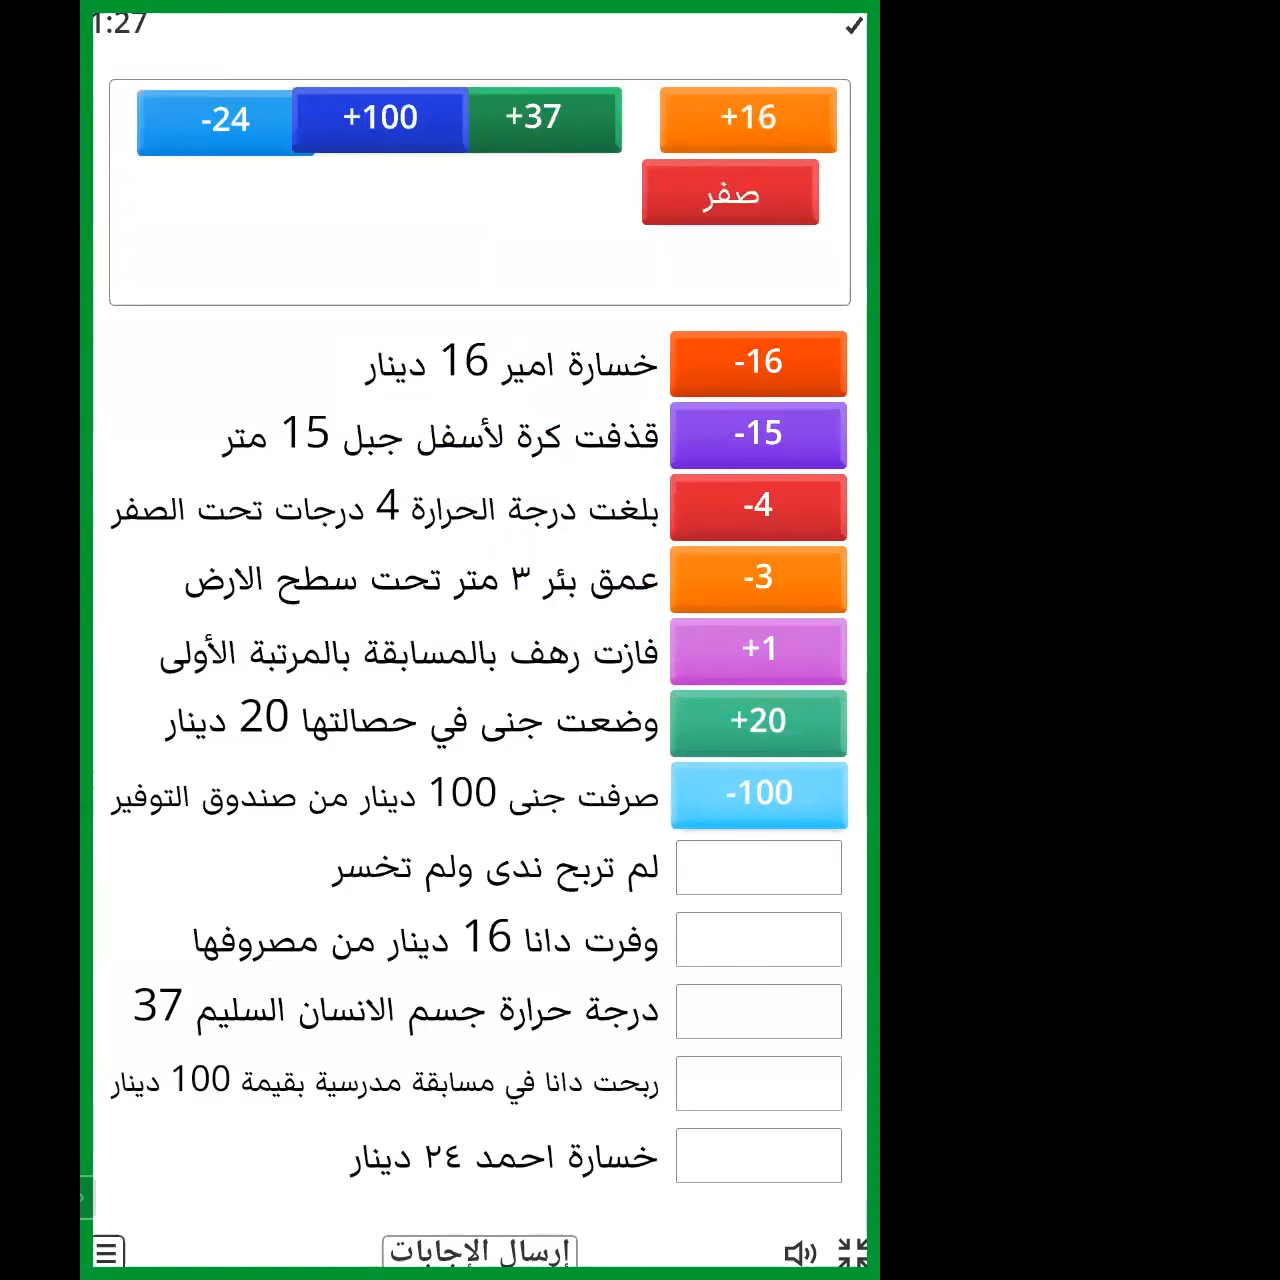 1:27
-24 +100 +37 +16
صفر
-16 خسارة امير 16 دينار
-15 قذفت كرة لأسفل جبل 15 متر
-4 بلغت درجة الحرارة 4 درجات تحت الصفر
-3 عمق بئر ٣ متر تحت سطح الارض
+1 فازت رهف بالمسابقة بالمرتبة الأولى
+20 وضعت جنى في حصالتها 20 دينار
-100 صرفت جنى 100 دينار من صندوق التوفير
لم تربح ندى ولم تخسر
وفرت دانا 16 دينار من مصروفها
درجة حرارة جسم الانسان السليم 37
ربحت دانا في مسابقة مدرسية بقيمة 100 دينار
خسارة احمد ٢٤ دينار
إرسال الإجابات